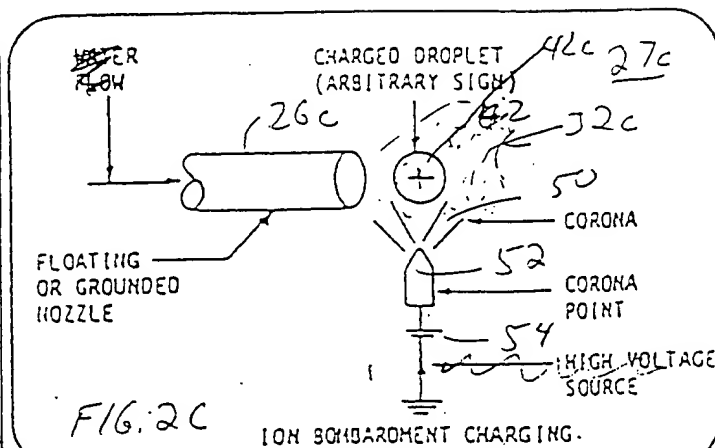 WATER
FLOW
CHARGED DROPLET
(ARBITRARY SIGN)
42c
27c
26c
32c
50
CORONA
FLOATING
OR GROUNDED
NOZZLE
52
CORONA
POINT
54
HIGH VOLTAGE
SOURCE
FIG. 2C
ION BOMBARDMENT CHARGING.